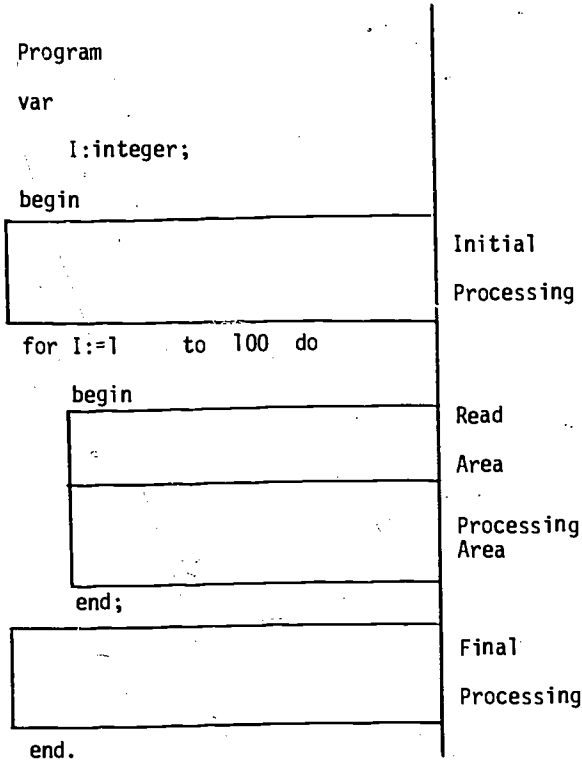 Program
var
I:integer;
begin
Initial
Processing
for I:=1 to 100 do
begin
Read
Area
Processing
Area
end;
Final
Processing
end.